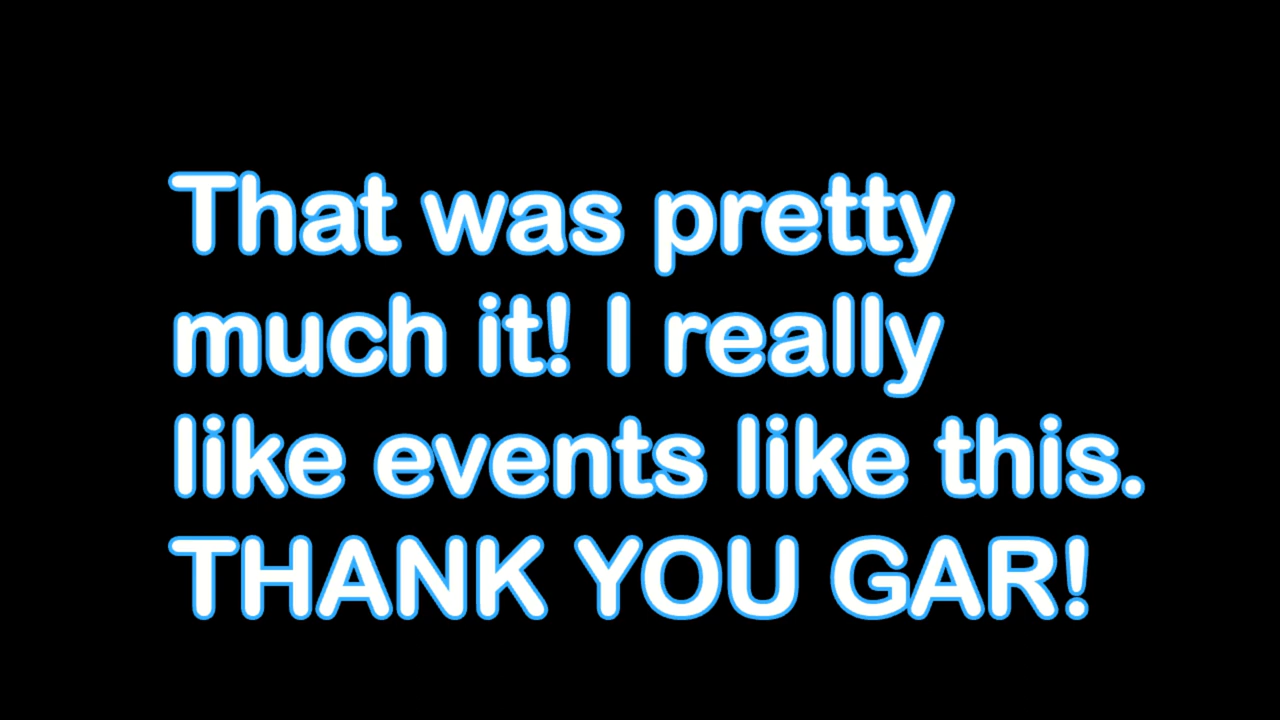 That was pretty
much it! I really
like events like this.
THANK YOU GAR!